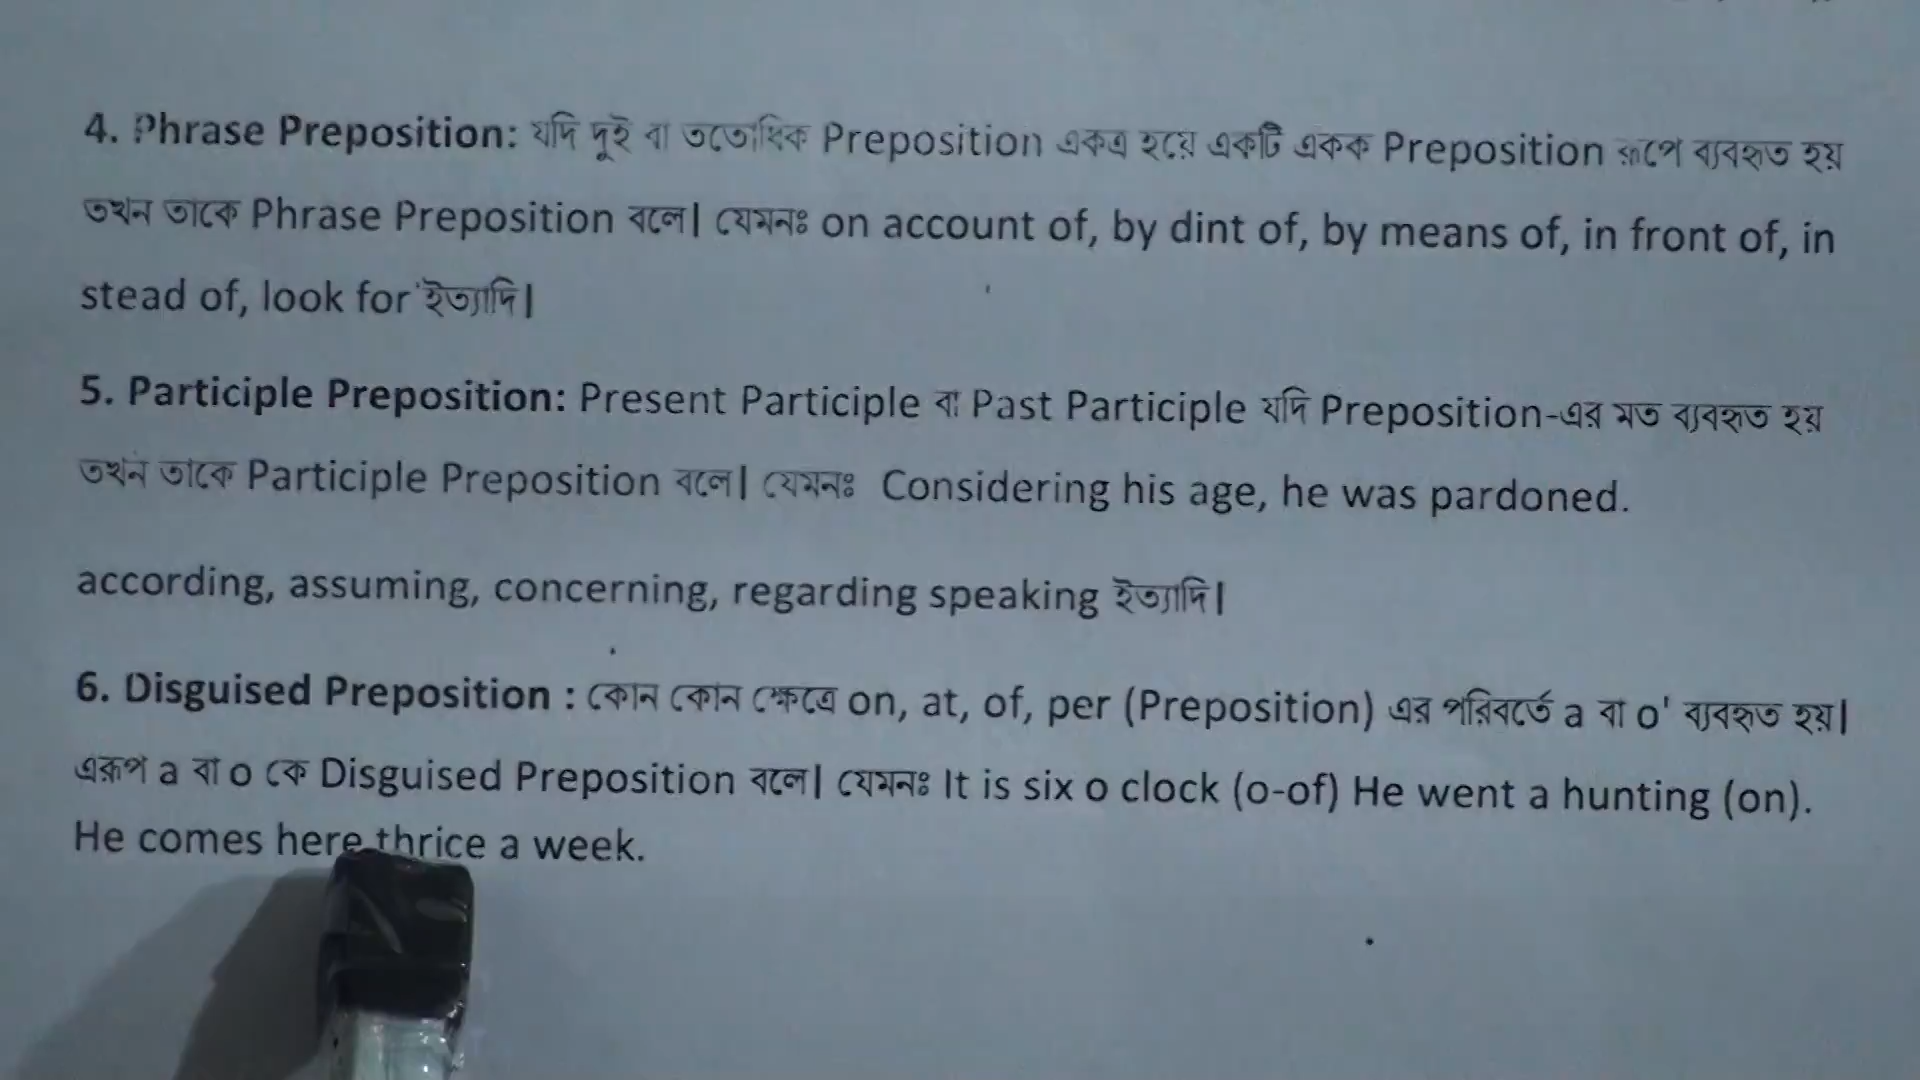 4. Phrase Preposition: যদি দুই বা ততোধিক Preposition একত্র হয়ে একটি একক Preposition রূপে ব্যবহৃত হয়
তখন তাকে Phrase Preposition বলে| যেমনঃ on account of, by dint of, by means of, in front of, in
stead of, look for ইত্যাদি|
5. Participle Preposition: Present Participle বা Past Participle যদি Preposition-এর মত ব্যবহৃত হয়
তখন তাকে Participle Preposition বলে| যেমনঃ Considering his age, he was pardoned.
according, assuming, concerning, regarding speaking ইত্যাদি|
6. Disguised Preposition : কোন কোন ক্ষেত্রে on, at, of, per (Preposition) এর পরিবর্তে a বা o' ব্যবহৃত হয়|
এরূপ a বা o কে Disguised Preposition বলে| যেমনঃ It is six o clock (o-of) He went a hunting (on).
He comes here thrice a week.